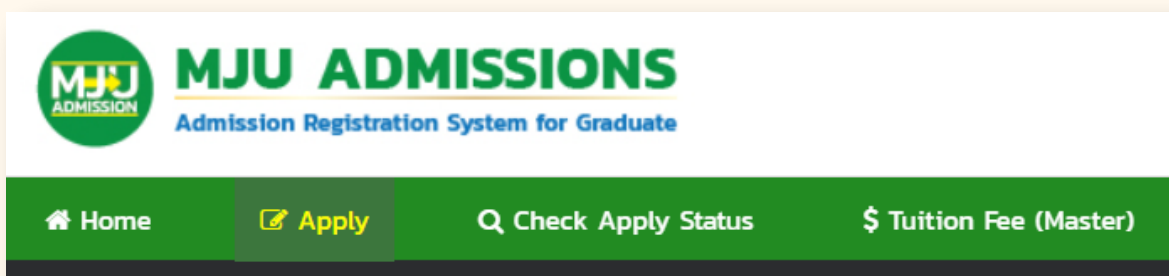 MJU
ADMISSION
MJU ADMISSIONS
Admission Registration System for Graduate
Home
Apply
Check Apply Status
$ Tuition Fee (Master)